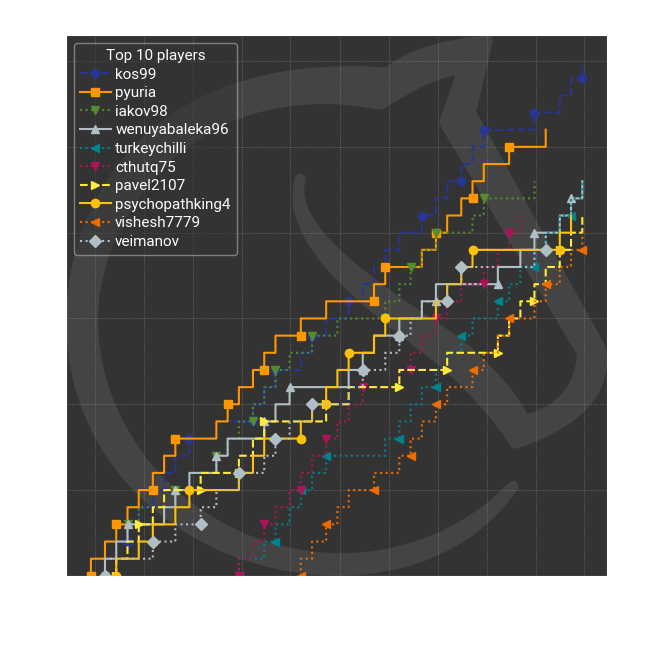 Top 10 players
kos99
pyuria
iakov98
wenuyabaleka96
turkeychilli
cthutq75
pavel2107
psychopathking4
vishesh7779
veimanov